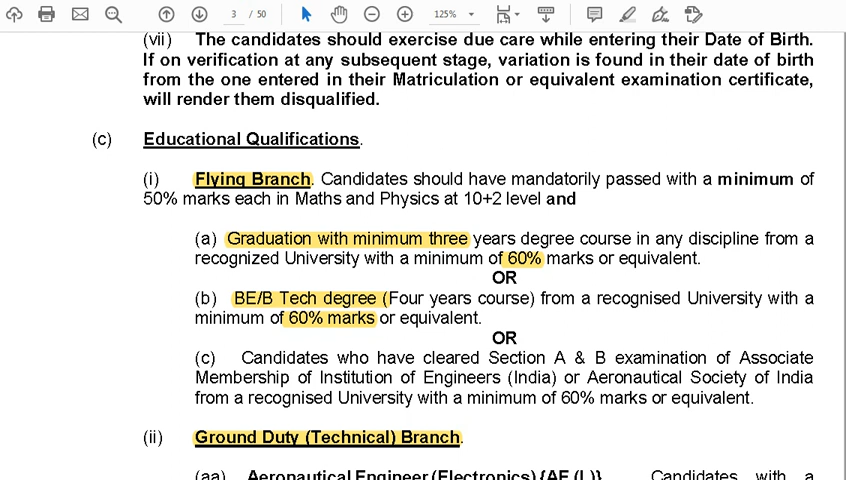 3 / 50
125%
(vii) The candidates should exercise due care while entering their Date of Birth.
If on verification at any subsequent stage, variation is found in their date of birth
from the one entered in their Matriculation or equivalent examination certificate,
will render them disqualified.
(c) Educational Qualifications.
(i) Flying Branch. Candidates should have mandatorily passed with a minimum of
50% marks each in Maths and Physics at 10+2 level and
(a) Graduation with minimum three years degree course in any discipline from a
recognized University with a minimum of 60% marks or equivalent.
OR
(b) BE/B Tech degree (Four years course) from a recognised University with a
minimum of 60% marks or equivalent.
OR
(c) Candidates who have cleared Section A & B examination of Associate
Membership of Institution of Engineers (India) or Aeronautical Society of India
from a recognised University with a minimum of 60% marks or equivalent.
(ii) Ground Duty (Technical) Branch.
(aa) Aeronautical Engineer (Electronics) {AE (L)}. Candidates with a